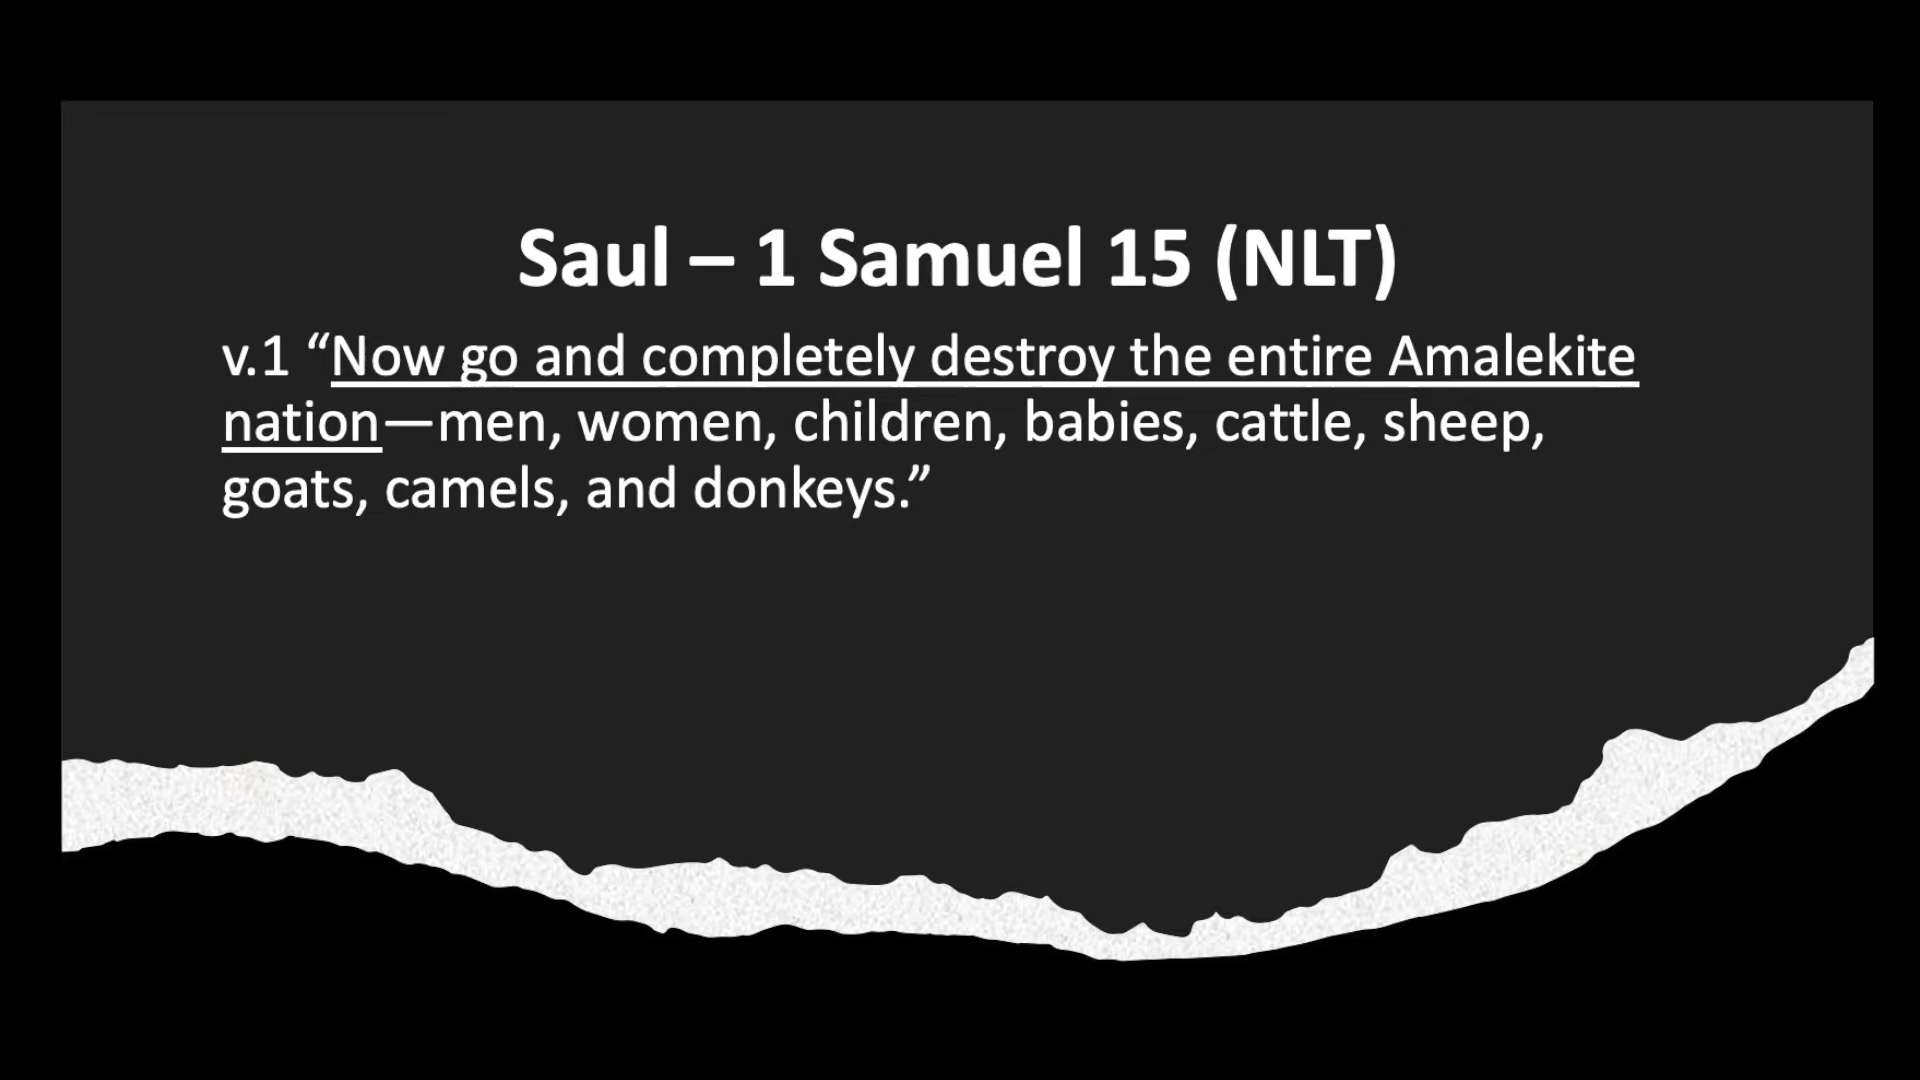 Saul – 1 Samuel 15 (NLT)
v.1 “Now go and completely destroy the entire Amalekite
nation—men, women, children, babies, cattle, sheep,
goats, camels, and donkeys.”